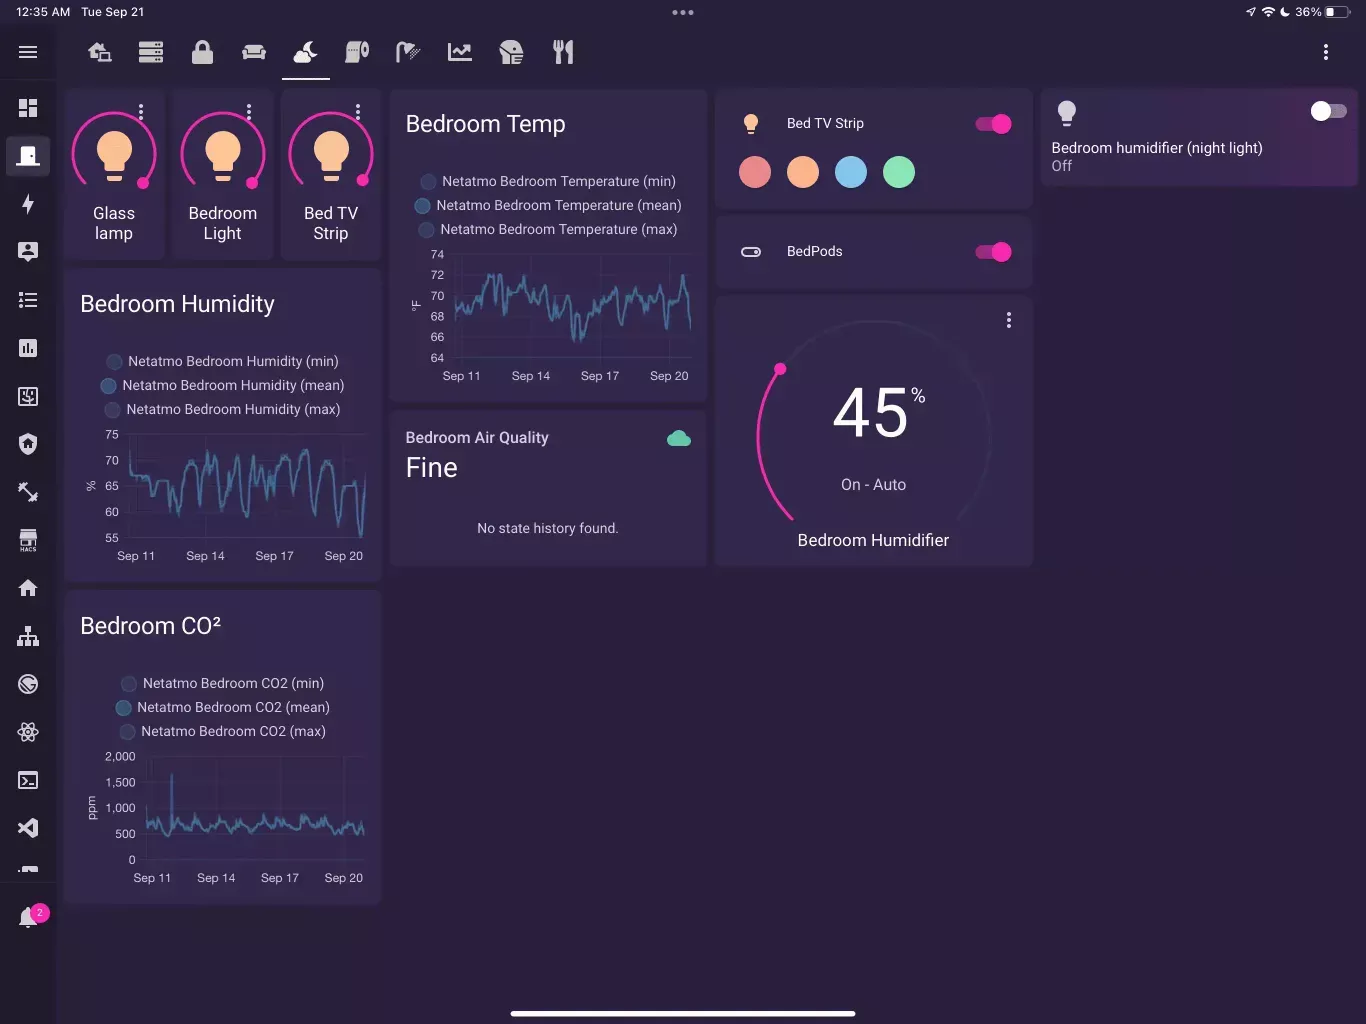 12:35 AM Tue Sep 21
36%
Glass
lamp
Bedroom
Light
Bed TV
Strip
Bedroom Humidity
Netatmo Bedroom Humidity (min)
Netatmo Bedroom Humidity (mean)
Netatmo Bedroom Humidity (max)
75
70
65
60
55
%
Sep 11 Sep 14 Sep 17 Sep 20
Bedroom CO²
Netatmo Bedroom CO2 (min)
Netatmo Bedroom CO2 (mean)
Netatmo Bedroom CO2 (max)
2,000
1,500
1,000
500
0
ppm
Sep 11 Sep 14 Sep 17 Sep 20
Bedroom Temp
Netatmo Bedroom Temperature (min)
Netatmo Bedroom Temperature (mean)
Netatmo Bedroom Temperature (max)
74
72
70
68
66
64
°F
Sep 11 Sep 14 Sep 17 Sep 20
Bedroom Air Quality
Fine
No state history found.
Bed TV Strip
BedPods
45%
On - Auto
Bedroom Humidifier
Bedroom humidifier (night light)
Off
HACS
2